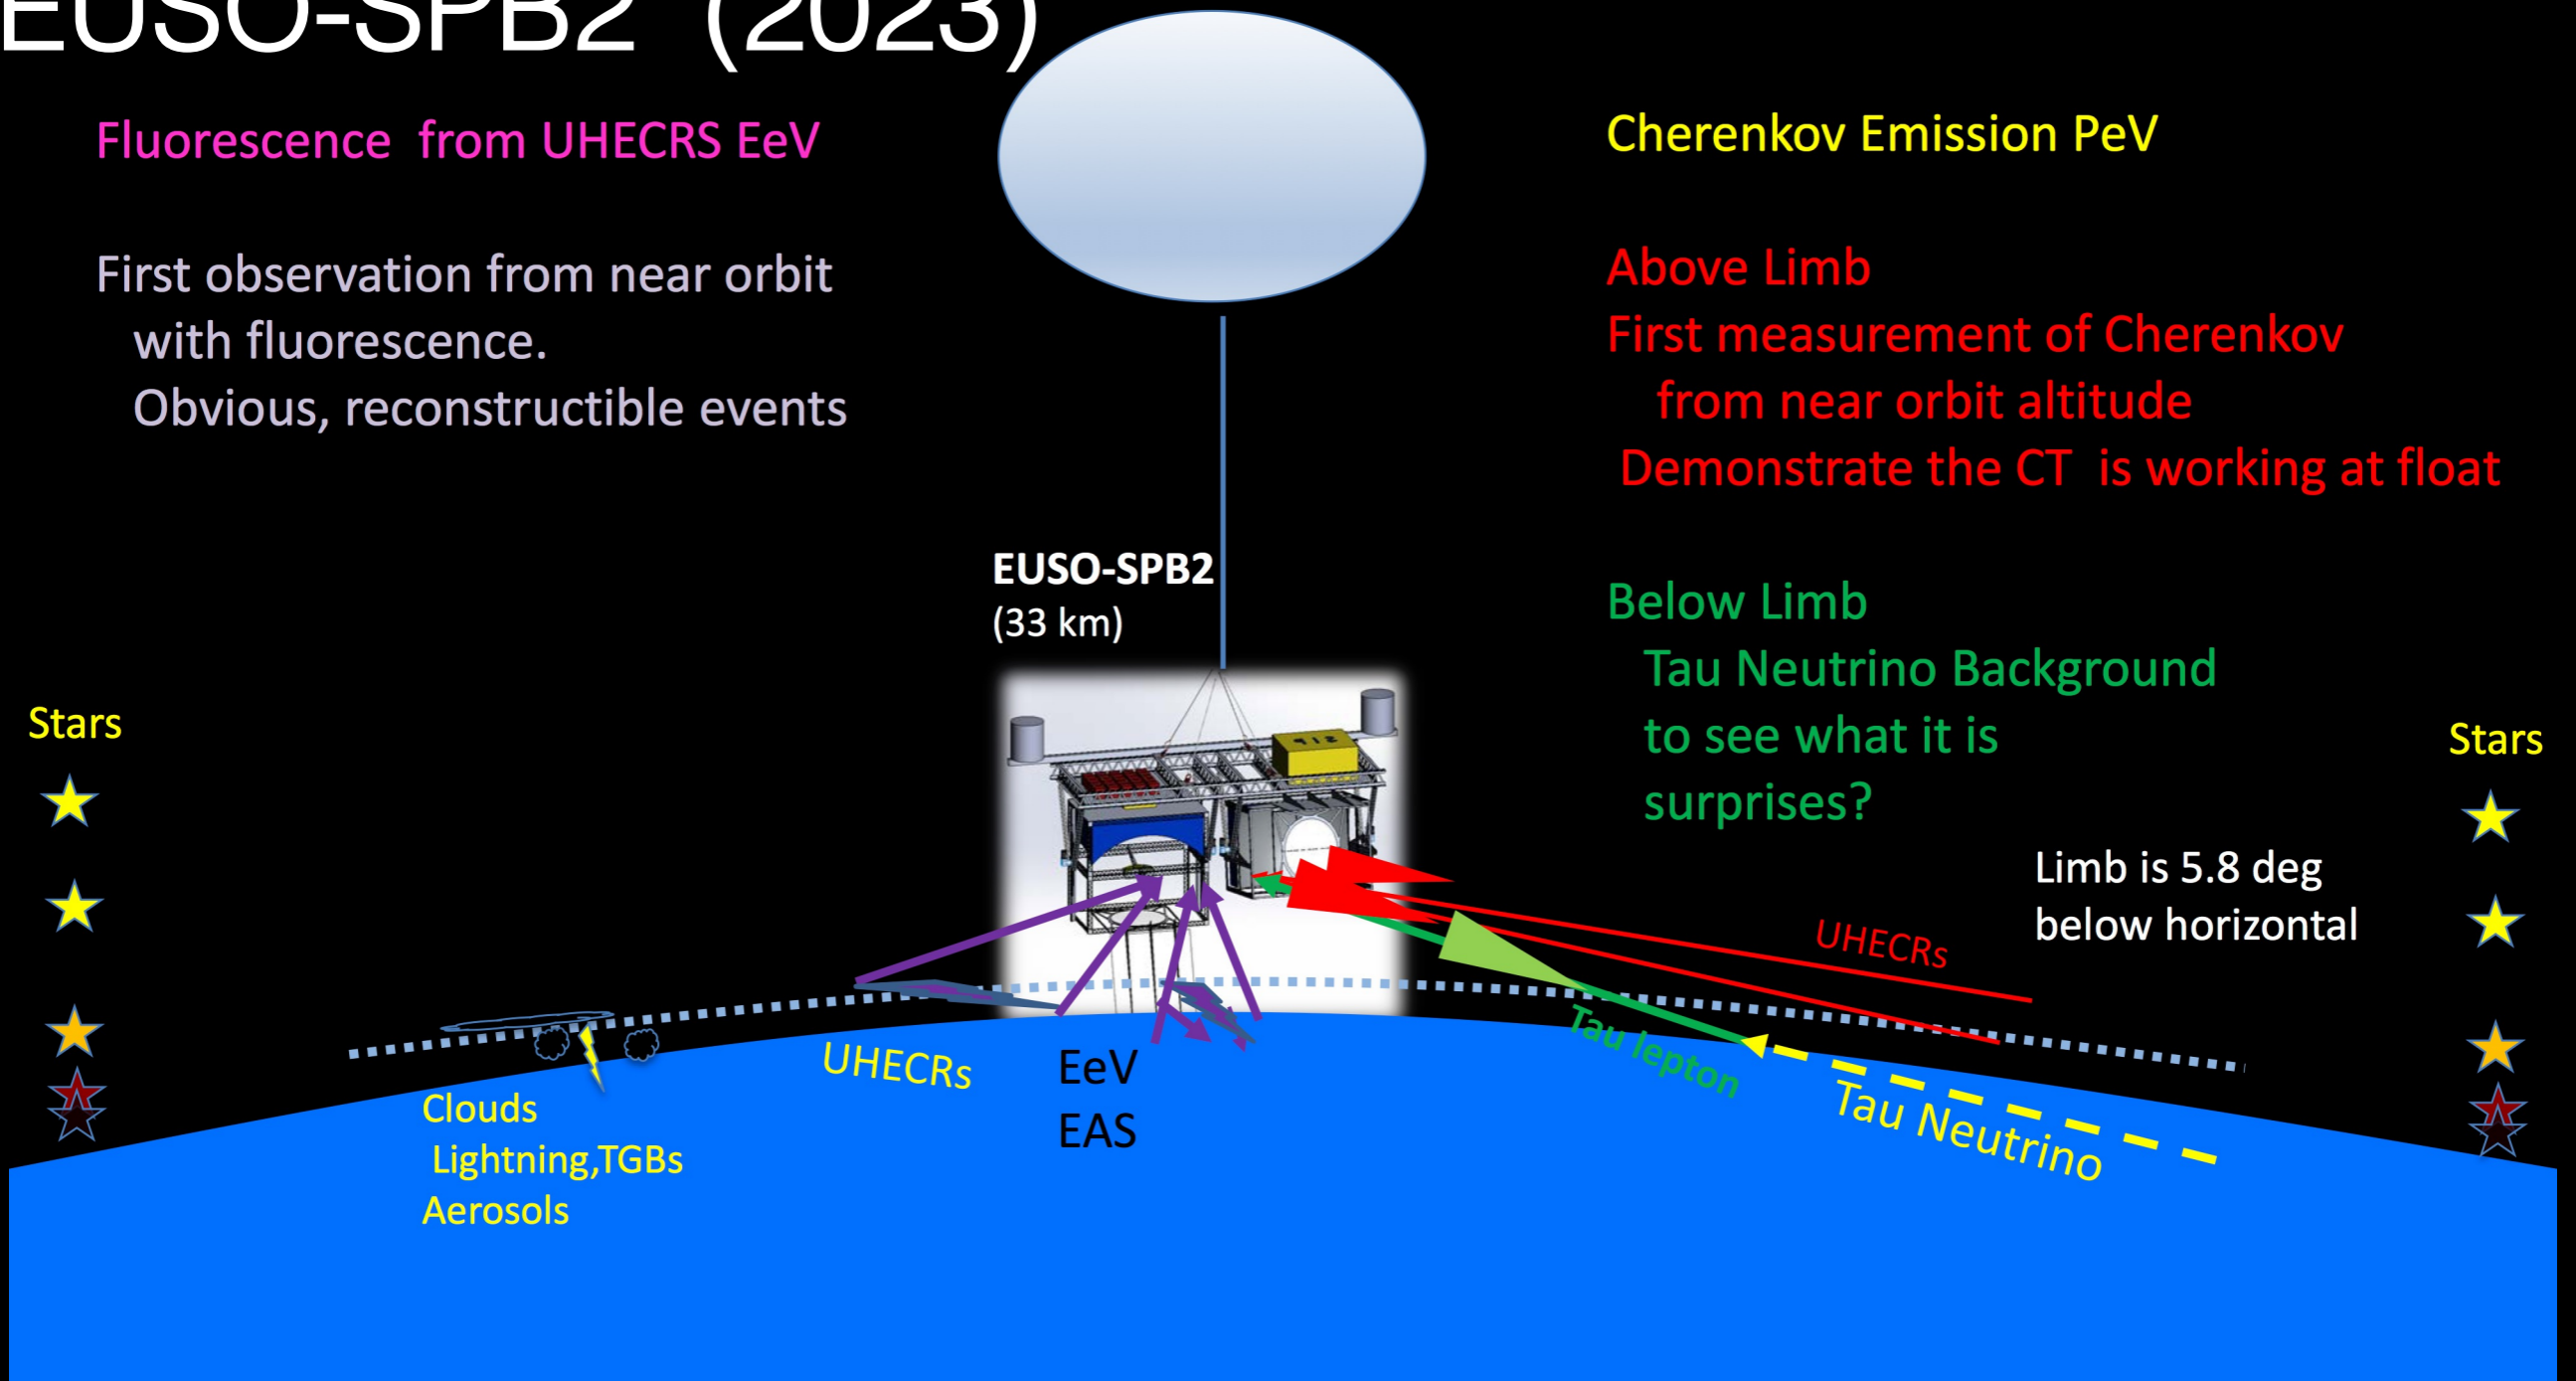 EUSO-SPB2 (2023)
Fluorescence from UHECRS EeV
First observation from near orbit
with fluorescence.
Obvious, reconstructible events
Cherenkov Emission PeV
Above Limb
First measurement of Cherenkov
from near orbit altitude
Demonstrate the CT is working at float
Below Limb
Tau Neutrino Background
to see what it is
surprises?
EUSO-SPB2
(33 km)
Stars
Stars
Limb is 5.8 deg
below horizontal
UHECRs
Tau lepton
Tau Neutrino
UHECRs
EeV
EAS
Clouds
Lightning,TGBs
Aerosols